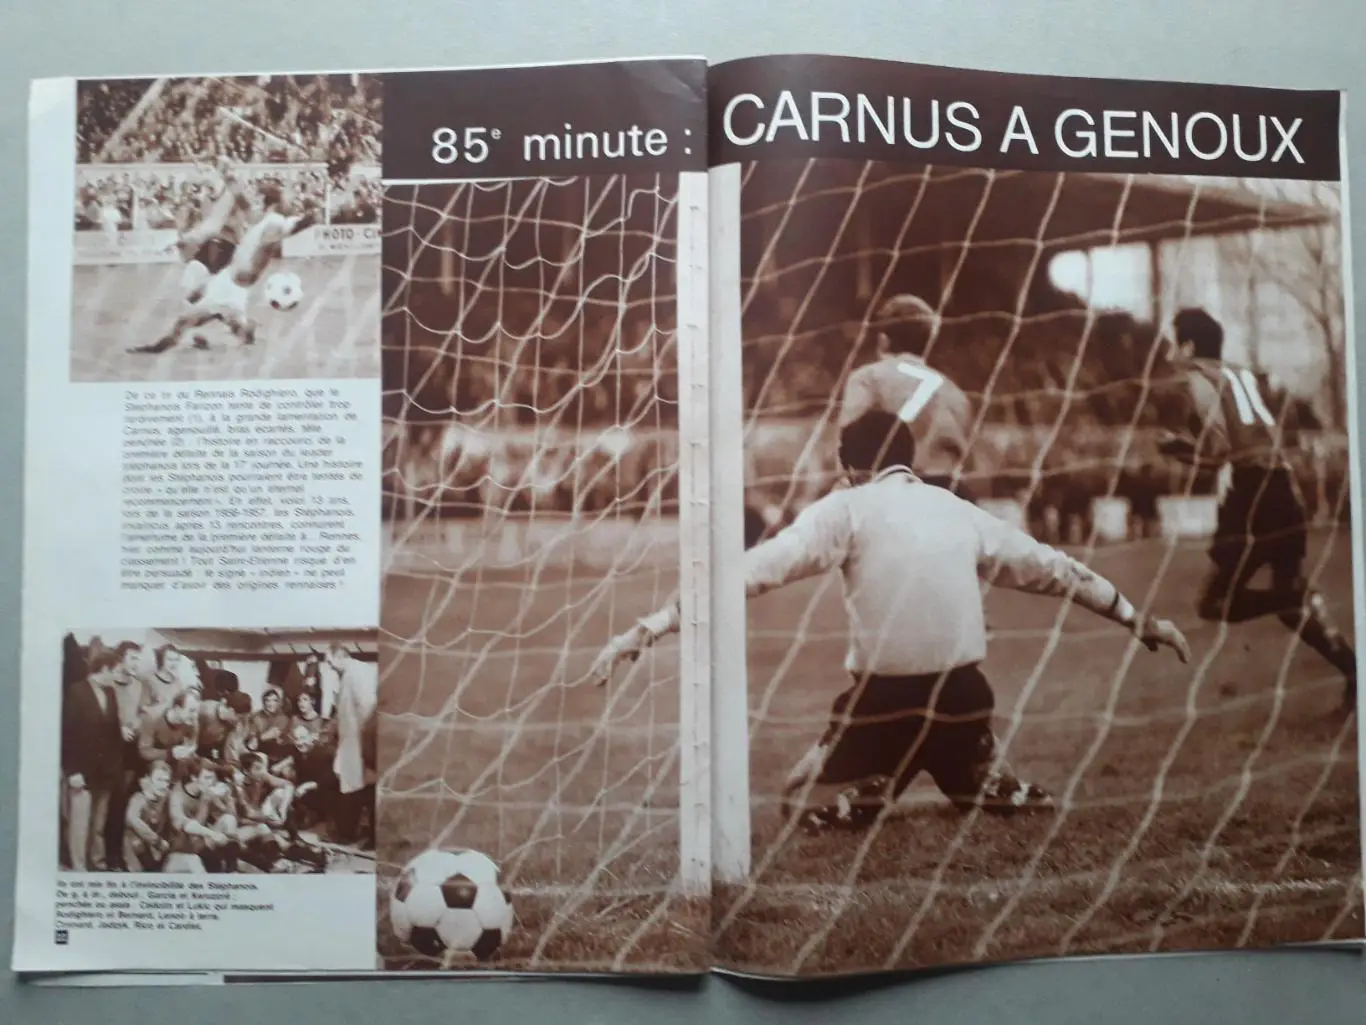 85e minute : CARNUS A GENOUX
PHOTO - CI
De ce tir du Rennais Rodighiero, que le
Stéphanois Farizon tente de contrôler trop
tardivement (1), à la grande lamentation de
Carnus, agenouillé, bras écartés, tête
penchée (2) : l'histoire en raccourci de la
première défaite de la saison du leader
stéphanois lors de la 17e journée. Une histoire
dont les Stéphanois pourraient être tentés de
croire « qu'elle n'est qu'un éternel
recommencement ». En effet, voici 13 ans,
lors de la saison 1956-1957, les Stéphanois,
invaincus après 13 rencontres, connurent
l'amertume de la première défaite à... Rennes,
hier comme aujourd'hui lanterne rouge du
classement ! Tout Saint-Etienne risque d'en
être persuadé : le signe « indien » ne peut
manquer d'avoir des origines rennaises !
7
11
Ils ont mis fin à l'invincibilité des Stéphanois.
De g. à dr., debout : Garcia et Keruzoré ;
penchés ou assis : Cédolin et Lukic qui masquent
Rodighiero et Bernard, Lenoir à terre,
Cosnard, Jodzyk, Rico et Cardiet.